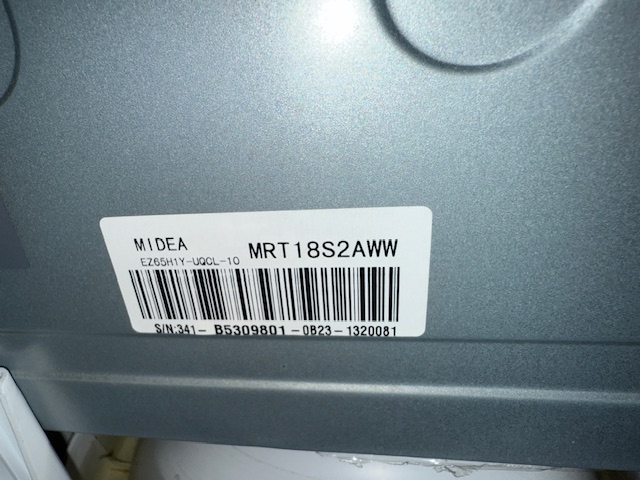 MIDEA MRT18S2AWW
EZ65H1Y-UQCL-10
S/N:341- B5309801 -0B23-1320081